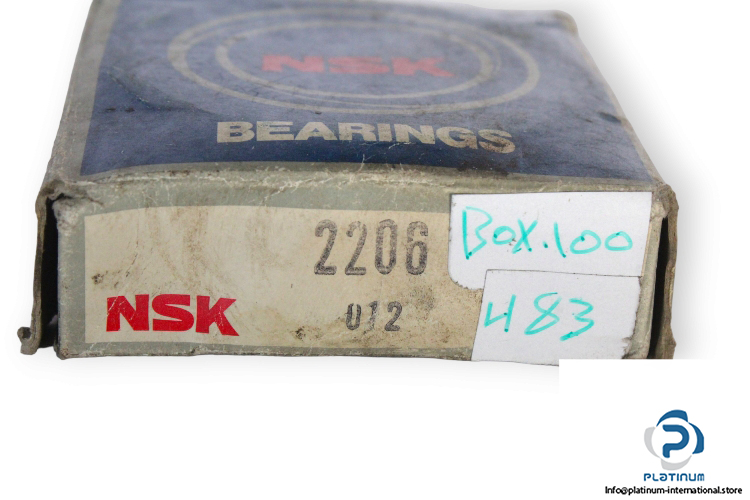 NSK
BEARINGS
2206
BOX.100
NSK
012
483
PLATINUM
Info@platinum-international.store